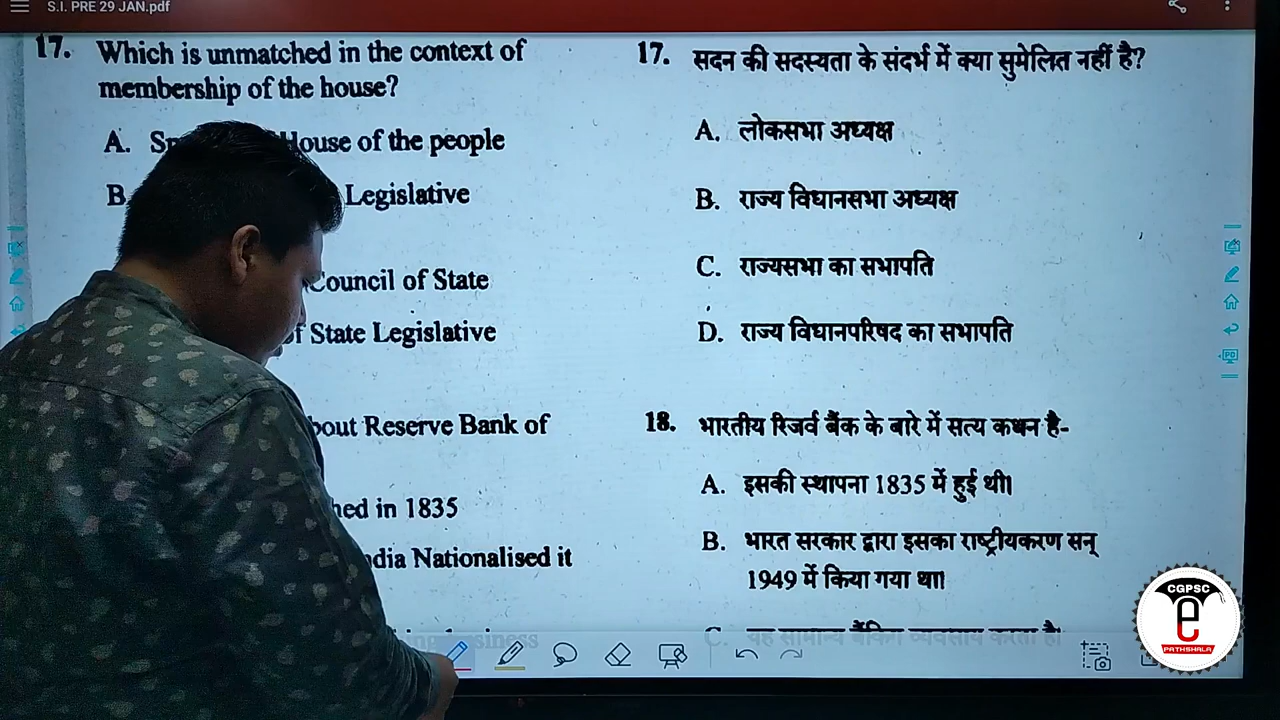 S.I. PRE 29 JAN.pdf
17. Which is unmatched in the context of
membership of the house?
A. House of the people
B. Legislative
Council of State
State Legislative
Reserve Bank of
in 1835
Nationalised it
17. सदन की सदस्यता के संदर्भ में क्या सुमेलित नहीं है?
A. लोकसभा अध्यक्ष
B. राज्य विधानसभा अध्यक्ष
C. राज्यसभा का सभापति
D. राज्य विधानपरिषद का सभापति
18. भारतीय रिजर्व बैंक के बारे में सत्य कथन है-
A. इसकी स्थापना 1835 में हुई थी।
B. भारत सरकार द्वारा इसका राष्ट्रीयकरण सन्
1949 में किया गया था।
C. यह सामान्य बैंकिंग व्यवसाय करता है।
CGPSC
e
PATHSHALA